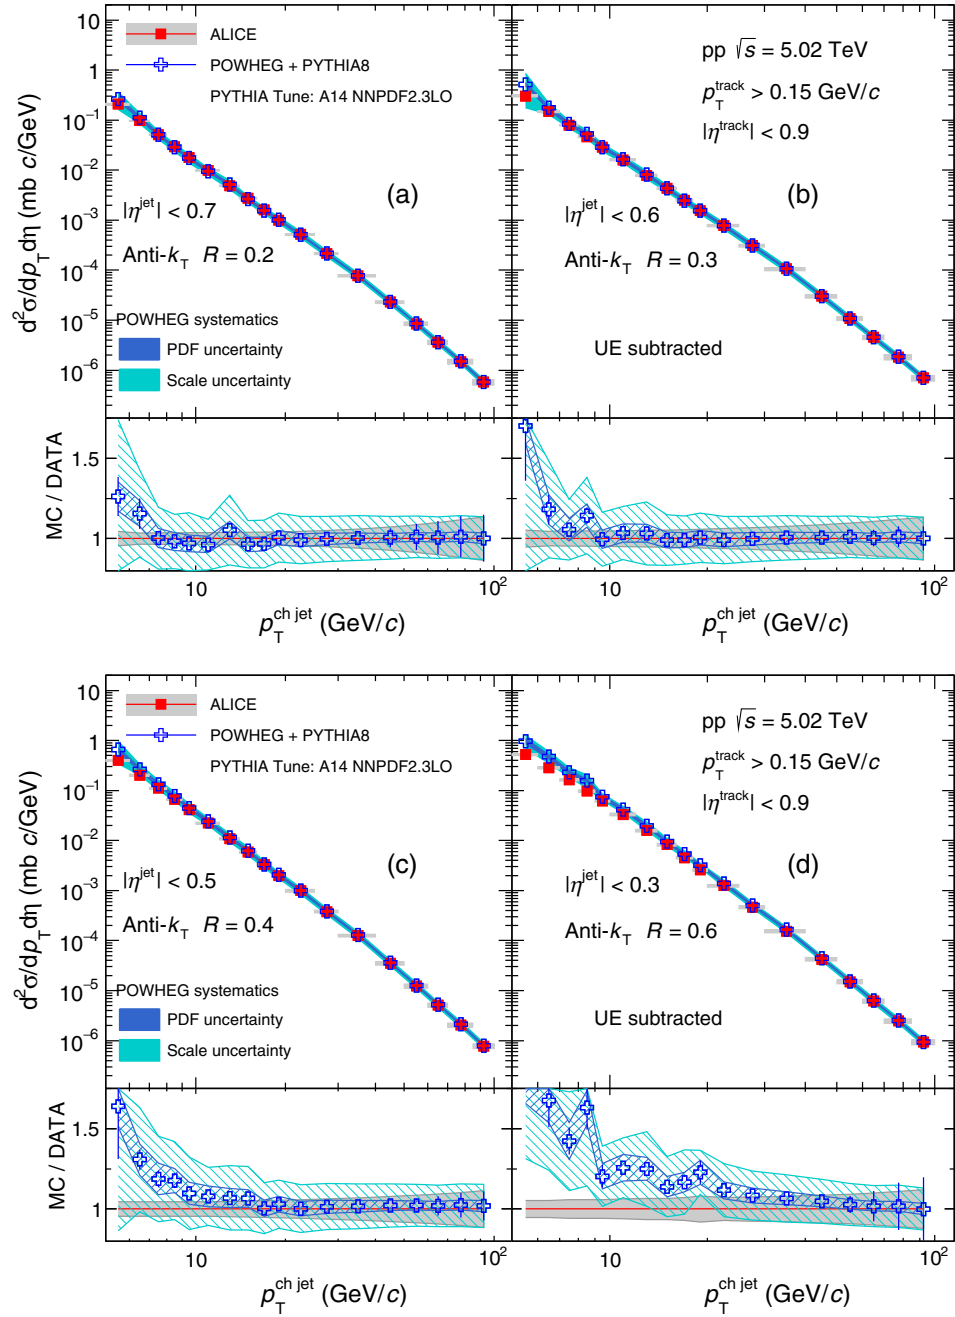 ALICE
POWHEG + PYTHIA8
PYTHIA Tune: A14 NNPDF2.3LO
d²σ/dp_T dη (mb c/GeV)
10
1
10⁻¹
10⁻²
10⁻³
10⁻⁴
10⁻⁵
10⁻⁶
(a)
|η^jet| < 0.7
Anti-k_T R = 0.2
POWHEG systematics
PDF uncertainty
Scale uncertainty
pp √s = 5.02 TeV
p_T^track > 0.15 GeV/c
|η^track| < 0.9
(b)
|η^jet| < 0.6
Anti-k_T R = 0.3
UE subtracted
MC / DATA
1.5
1
10
10²
10
10²
p_T^ch jet (GeV/c)
p_T^ch jet (GeV/c)
ALICE
POWHEG + PYTHIA8
PYTHIA Tune: A14 NNPDF2.3LO
d²σ/dp_T dη (mb c/GeV)
10
1
10⁻¹
10⁻²
10⁻³
10⁻⁴
10⁻⁵
10⁻⁶
(c)
|η^jet| < 0.5
Anti-k_T R = 0.4
POWHEG systematics
PDF uncertainty
Scale uncertainty
pp √s = 5.02 TeV
p_T^track > 0.15 GeV/c
|η^track| < 0.9
(d)
|η^jet| < 0.3
Anti-k_T R = 0.6
UE subtracted
MC / DATA
1.5
1
10
10²
10
10²
p_T^ch jet (GeV/c)
p_T^ch jet (GeV/c)